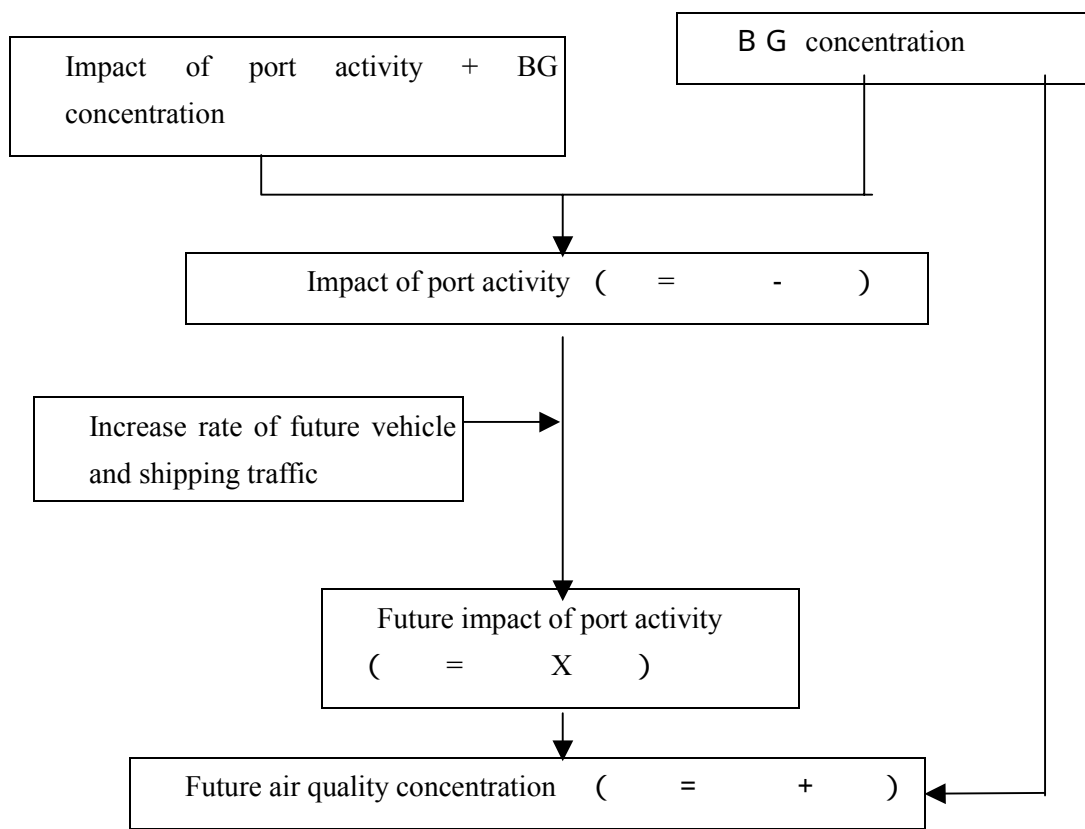 Impact of port activity + BG
concentration
BG concentration
Impact of port activity ( = - )
Increase rate of future vehicle
and shipping traffic
Future impact of port activity
( = X )
Future air quality concentration ( = + )